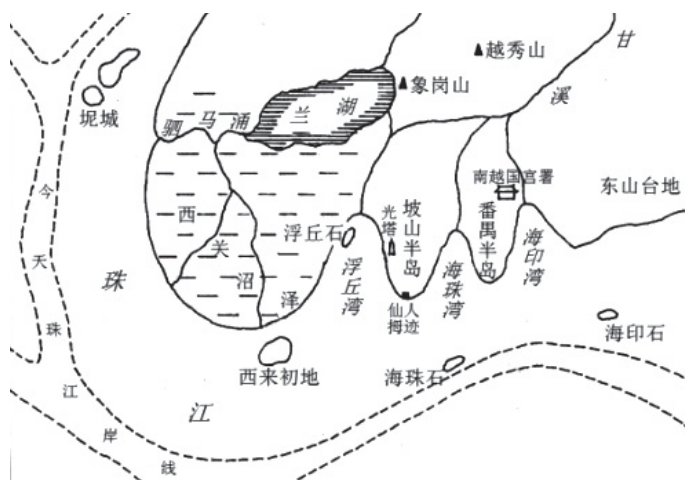 甘溪
越秀山
象岗山
兰湖
坭城
驷马涌
南越国宫署
东山台地
西关沼泽
浮丘石
光塔
坡山半岛
番禺半岛
海印湾
浮丘湾
海珠湾
仙人拇迹
海印石
西来初地
海珠石
珠江
今天珠江岸线